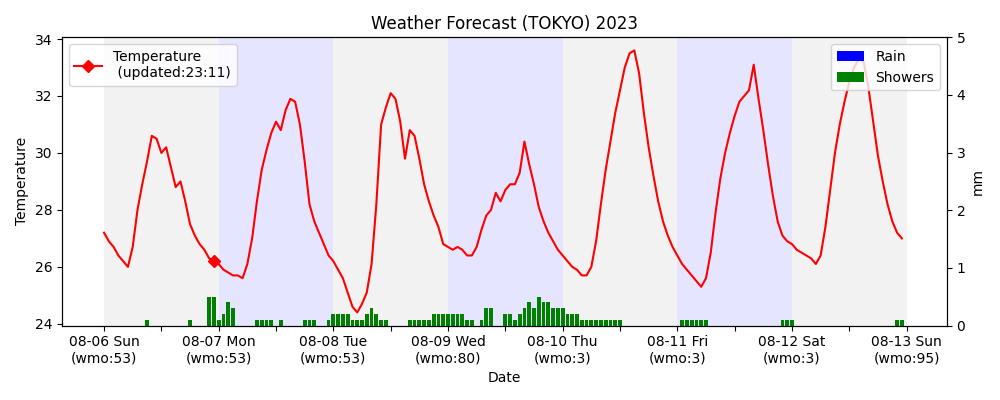 Weather Forecast (TOKYO) 2023
Temperature
(updated:23:11)
Rain
Showers
34
32
30
28
26
24
Temperature
5
4
3
2
1
0
mm
08-06 Sun
(wmo:53)
08-07 Mon
(wmo:53)
08-08 Tue
(wmo:53)
08-09 Wed
(wmo:80)
08-10 Thu
(wmo:3)
08-11 Fri
(wmo:3)
08-12 Sat
(wmo:3)
08-13 Sun
(wmo:95)
Date